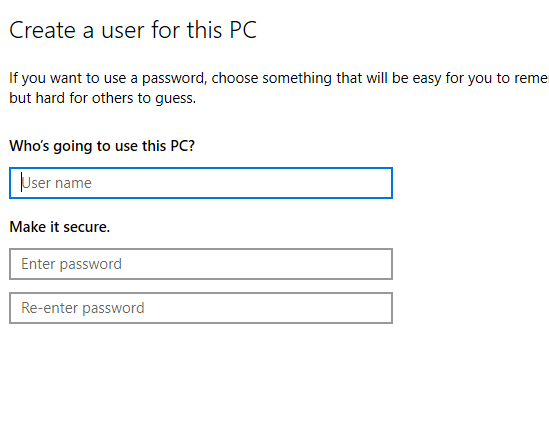 Create a user for this PC
If you want to use a password, choose something that will be easy for you to
but hard for others to guess.
Who's going to use this PC?
User name
Make it secure.
Enter password
Re-enter password